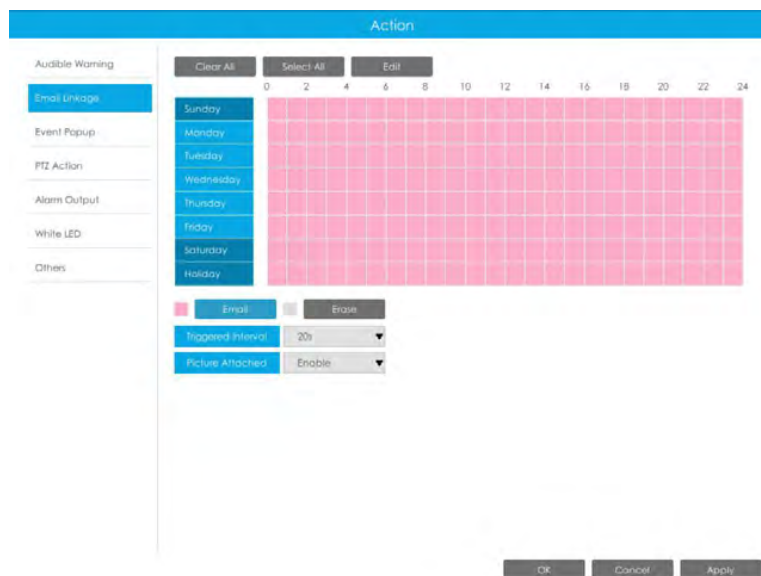 Action
Audible Warning
Email Linkage
Event Popup
PTZ Action
Alarm Output
White LED
Others
Clear All Select All Edit
0 2 4 6 8 10 12 14 16 18 20 22 24
Sunday
Monday
Tuesday
Wednesday
Thursday
Friday
Saturday
Holiday
Email Erase
Triggered Interval 20s
Picture Attached Enable
OK Cancel Apply